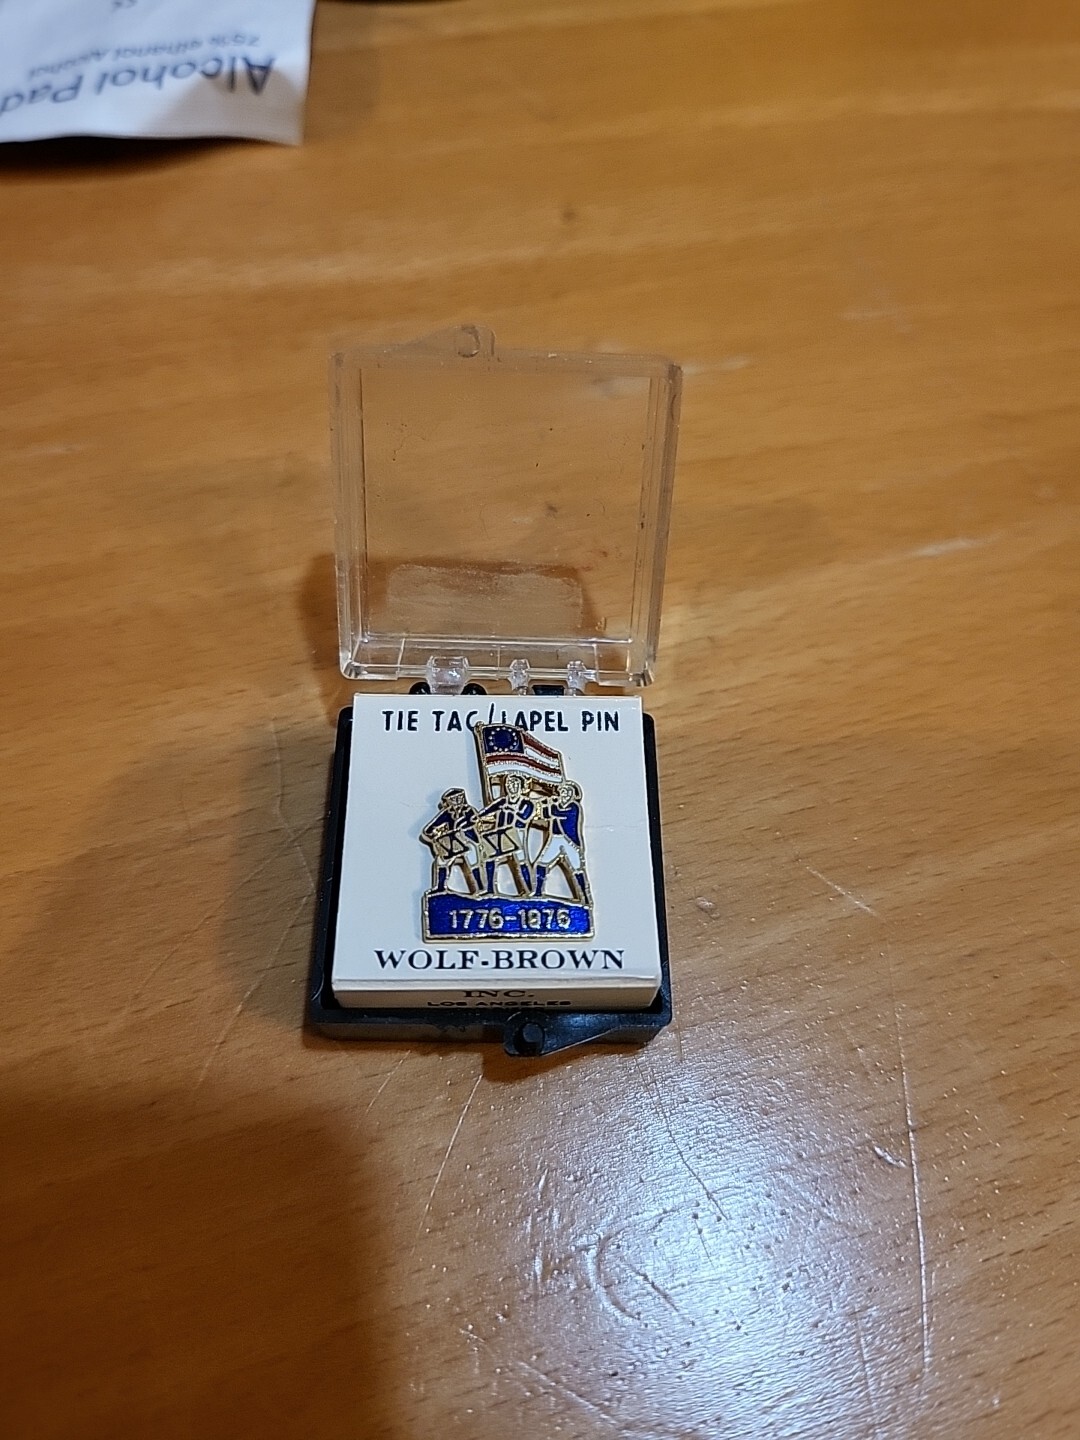 Alcohol Pad
TIE TAC/LAPEL PIN
1776-1976
WOLF-BROWN
INC.
LOS ANGELES